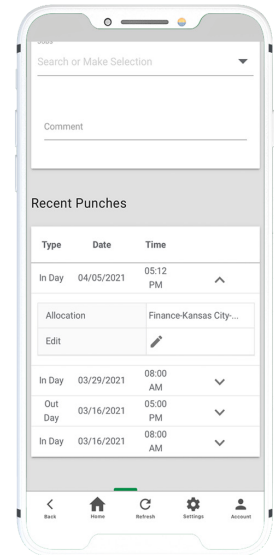 Search or Make Selection
Comment
Recent Punches
Type Date Time
In Day 04/05/2021 05:12 PM
Allocation Finance-Kansas City-...
Edit
In Day 03/29/2021 08:00 AM
Out Day 03/16/2021 05:00 PM
In Day 03/16/2021 08:00 AM
Back Home Refresh Settings Account